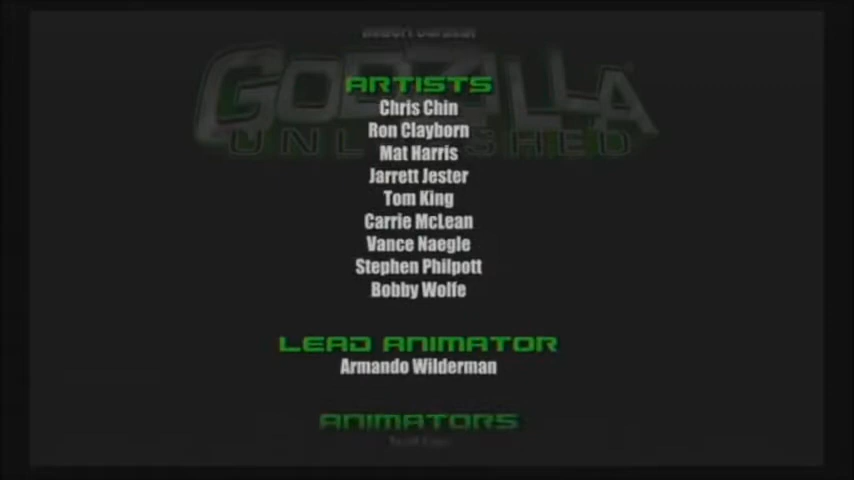 GODZILLA
UNLEASHED
ARTISTS
Chris Chin
Ron Clayborn
Mat Harris
Jarrett Jester
Tom King
Carrie McLean
Vance Naegle
Stephen Philpott
Bobby Wolfe
LEAD ANIMATOR
Armando Wilderman
ANIMATORS